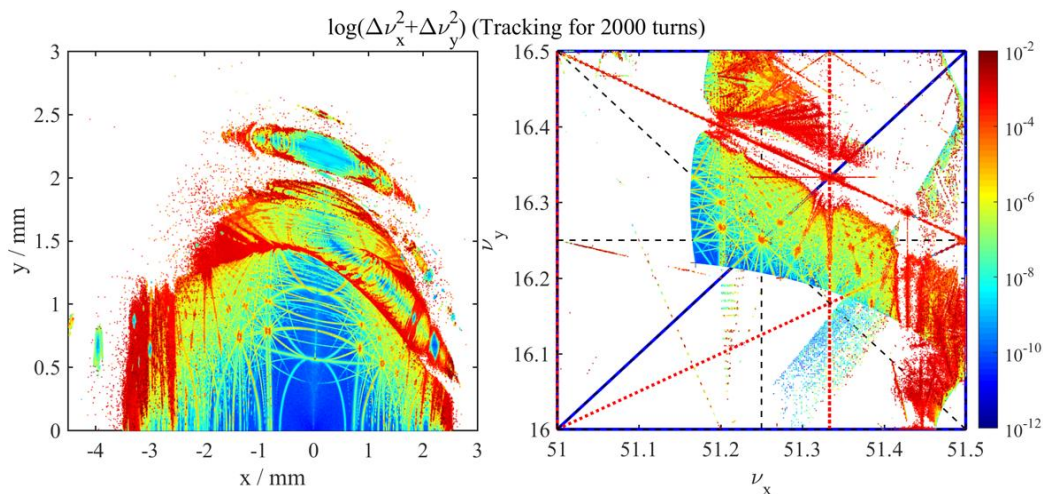 log(Δν_x^2+Δν_y^2) (Tracking for 2000 turns)
y / mm
3
2.5
2
1.5
1
0.5
0
-4 -3 -2 -1 0 1 2 3
x / mm
ν_y
16.5
16.4
16.3
16.2
16.1
16
51 51.1 51.2 51.3 51.4 51.5
ν_x
10^-2
10^-4
10^-6
10^-8
10^-10
10^-12